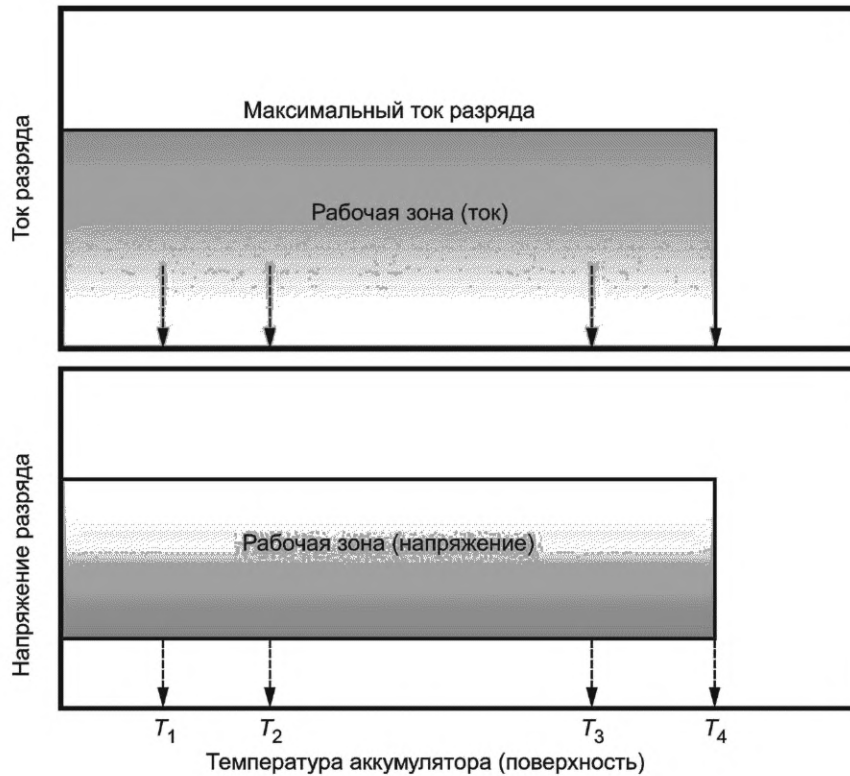 Ток разряда
Максимальный ток разряда
Рабочая зона (ток)
Напряжение разряда
Рабочая зона (напряжение)
T1 T2 T3 T4
Температура аккумулятора (поверхность)